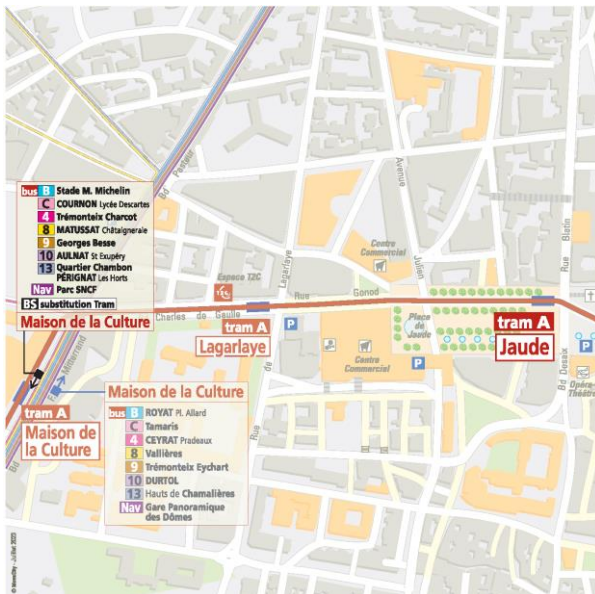 Bd Pasteur
Avenue
Julien
Rue Blatin
bus B Stade M. Michelin
C COURNON Lycée Descartes
4 Trémonteix Charcot
8 MATUSSAT Châtaigneraie
9 Georges Besse
10 AULNAT St Exupéry
13 Quartier Chambon
PÉRIGNAT Les Horts
Nav Parc SNCF
BS substitution Tram
Maison de la Culture
Centre
Commercial
Espace T2C
T2C
Lagarlaye
Rue Gonod
Charles de Gaulle
tram A
Lagarlaye
P
Place
de Jaude
tram A
Jaude
Centre
Commercial
P
P
Bd Desaix
Opéra-
Théâtre
F. Mitterrand
Bd
tram A
Maison de
la Culture
Rue de
Maison de la Culture
bus B ROYAT Pl. Allard
C Tamaris
4 CEYRAT Pradeaux
8 Vallières
9 Trémonteix Eychart
10 DURTOL
13 Hauts de Chamalières
Nav Gare Panoramique
des Dômes